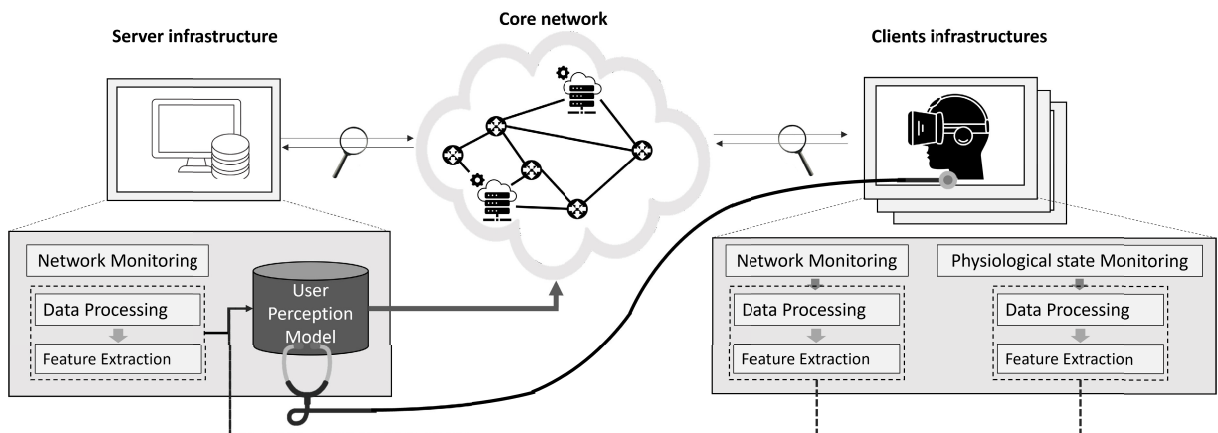 Core network
Server infrastructure
Clients infrastructures
Network Monitoring
Data Processing
Feature Extraction
User
Perception
Model
Network Monitoring
Data Processing
Feature Extraction
Physiological state Monitoring
Data Processing
Feature Extraction